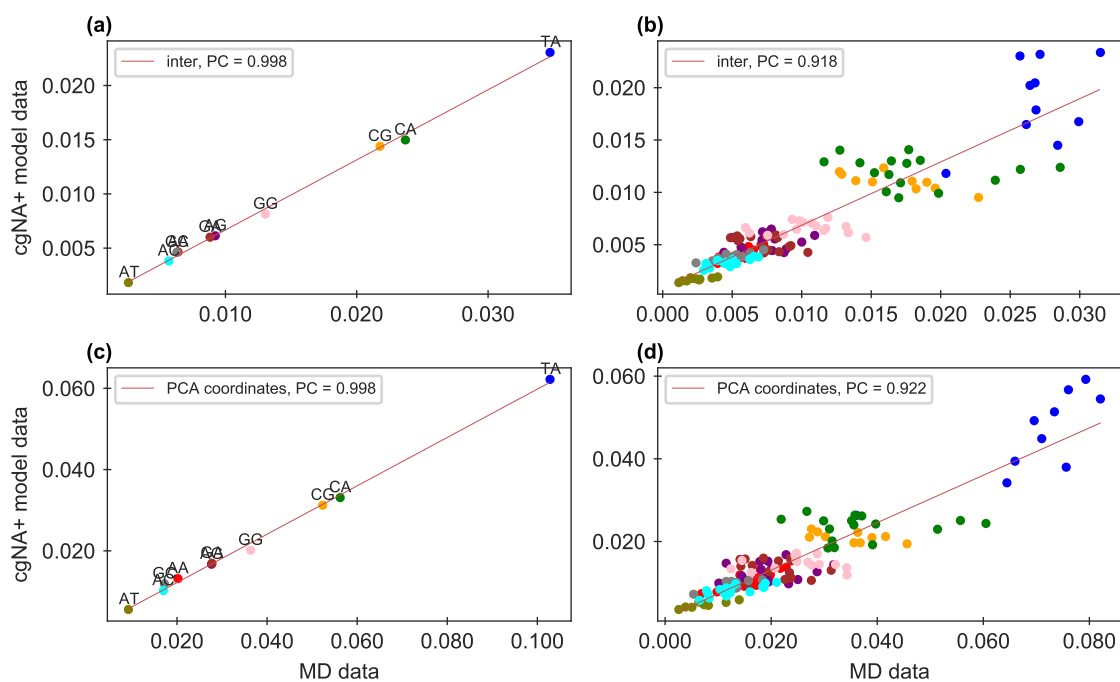 (a)
(b)
inter, PC = 0.998
inter, PC = 0.918
TA
CG
CA
GG
AG
AC
AT
cgNA+ model data
0.020
0.015
0.010
0.005
0.020
0.015
0.010
0.005
0.000
0.010
0.020
0.030
0.000
0.005
0.010
0.015
0.020
0.025
0.030
(c)
(d)
PCA coordinates, PC = 0.998
PCA coordinates, PC = 0.922
TA
CG
CA
GG
AA
AC
AT
cgNA+ model data
0.060
0.040
0.020
0.060
0.040
0.020
0.020
0.040
0.060
0.080
0.100
0.000
0.020
0.040
0.060
0.080
MD data
MD data